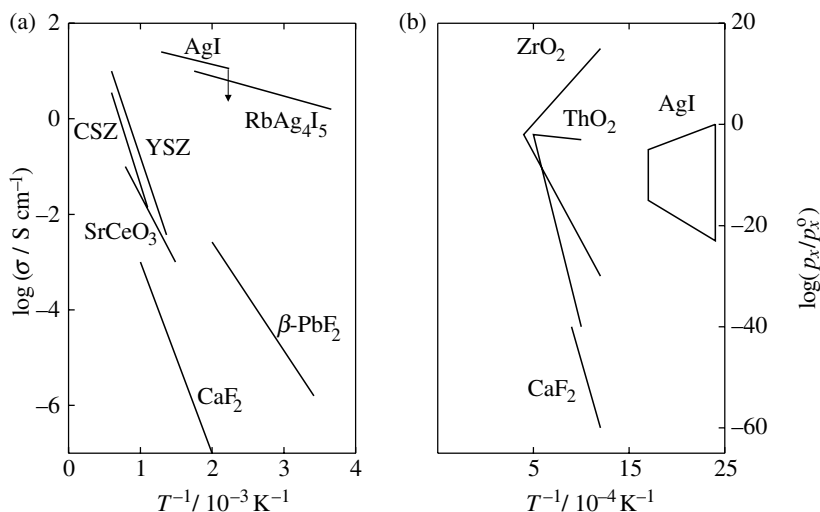 (a)
2
0
–2
–4
–6
log (σ / S cm⁻¹)
AgI
RbAg₄I₅
CSZ
YSZ
SrCeO₃
β-PbF₂
CaF₂
0 1 2 3 4
T⁻¹/ 10⁻³ K⁻¹
(b)
ZrO₂
ThO₂
AgI
CaF₂
20
0
–20
–40
–60
log(pₓ/pₓᵒ)
5 15 25
T⁻¹/ 10⁻⁴ K⁻¹